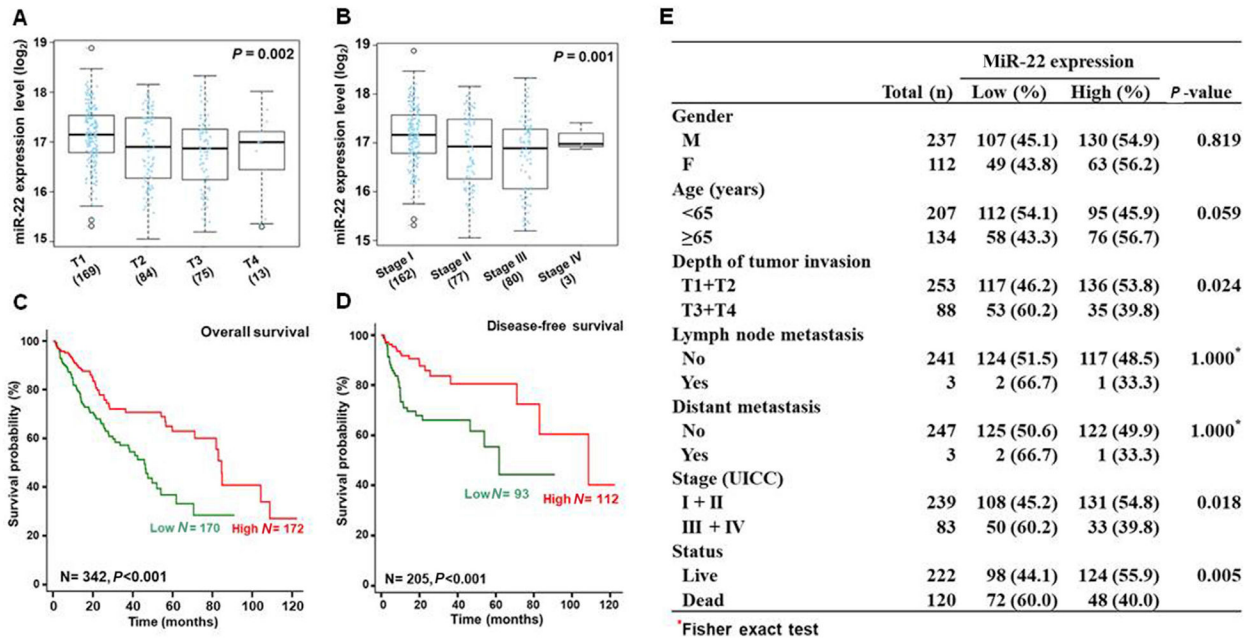 A
miR-22 expression level (log2)
19
18
17
16
15
P = 0.002
T1 (169)
T2 (84)
T3 (75)
T4 (13)
B
miR-22 expression level (log2)
19
18
17
16
15
P = 0.001
Stage I (162)
Stage II (77)
Stage III (80)
Stage IV (3)
C
Overall survival
Survival probability (%)
100
80
60
40
20
0
Low N = 170
High N = 172
N= 342, P<0.001
0 20 40 60 80 100 120
Time (months)
D
Disease-free survival
Survival probability (%)
100
80
60
40
20
0
Low N= 93
High N = 112
N= 205, P<0.001
0 20 40 60 80 100 120
Time (months)
E
MiR-22 expression
Total (n) Low (%) High (%) P -value
Gender
M 237 107 (45.1) 130 (54.9) 0.819
F 112 49 (43.8) 63 (56.2)
Age (years)
<65 207 112 (54.1) 95 (45.9) 0.059
≥65 134 58 (43.3) 76 (56.7)
Depth of tumor invasion
T1+T2 253 117 (46.2) 136 (53.8) 0.024
T3+T4 88 53 (60.2) 35 (39.8)
Lymph node metastasis
No 241 124 (51.5) 117 (48.5) 1.000*
Yes 3 2 (66.7) 1 (33.3)
Distant metastasis
No 247 125 (50.6) 122 (49.9) 1.000*
Yes 3 2 (66.7) 1 (33.3)
Stage (UICC)
I + II 239 108 (45.2) 131 (54.8) 0.018
III + IV 83 50 (60.2) 33 (39.8)
Status
Live 222 98 (44.1) 124 (55.9) 0.005
Dead 120 72 (60.0) 48 (40.0)
*Fisher exact test